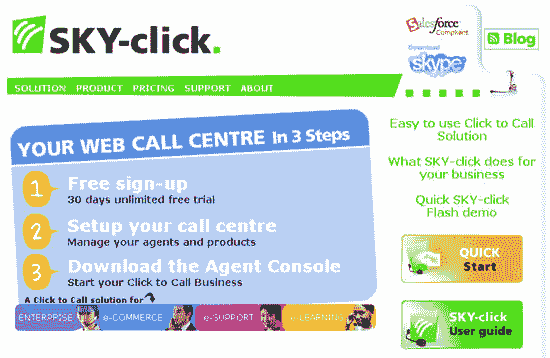 SKY-click.
salesforce
Compliant
Download
skype
Blog
SOLUTION PRODUCT PRICING SUPPORT ABOUT
YOUR WEB CALL CENTRE In 3 Steps
1 Free sign-up
30 days unlimited free trial
2 Setup your call centre
Manage your agents and products
3 Download the Agent Console
Start your Click to Call Business
A Click to Call solution for
ENTERPRISE e-COMMERCE e-SUPPORT e-LEARNING
Easy to use Click to Call
Solution
What SKY-click does for
your business
Quick SKY-click
Flash demo
QUICK
Start
SKY-click
User guide